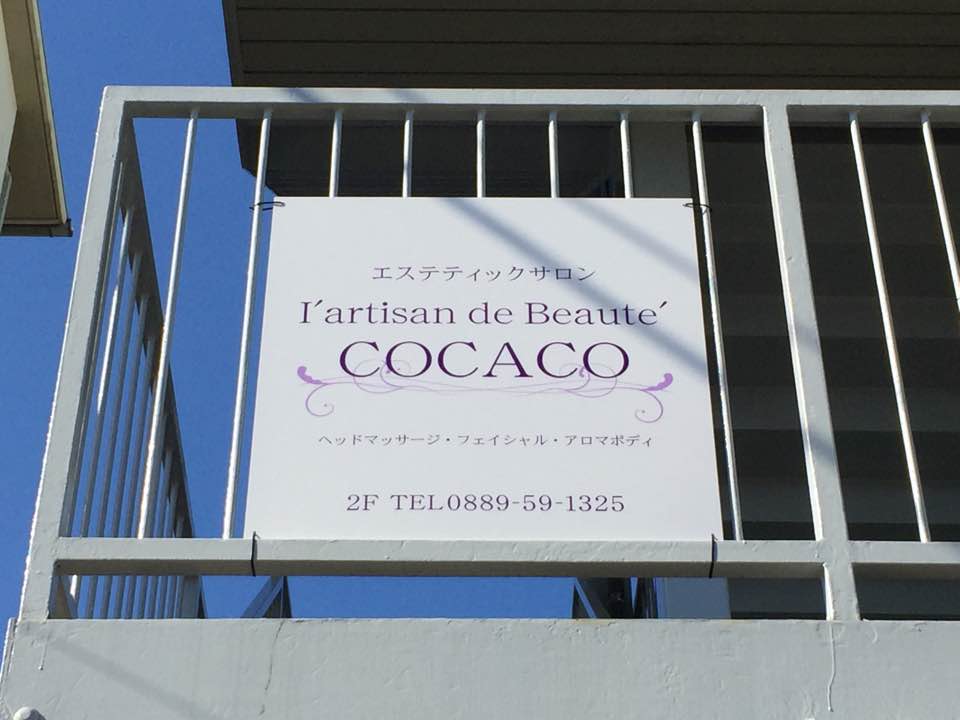 エステティックサロン
I'artisan de Beaute'
COCACO
ヘッドマッサージ・フェイシャル・アロマボディ
2F TEL0889-59-1325